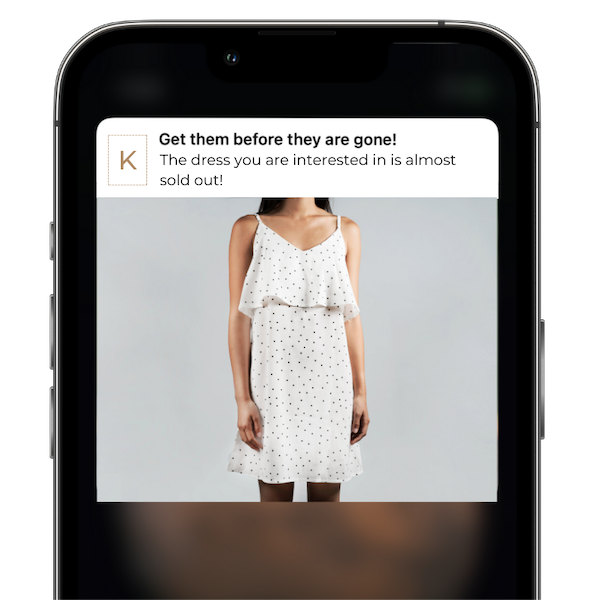 K
Get them before they are gone!
The dress you are interested in is almost
sold out!